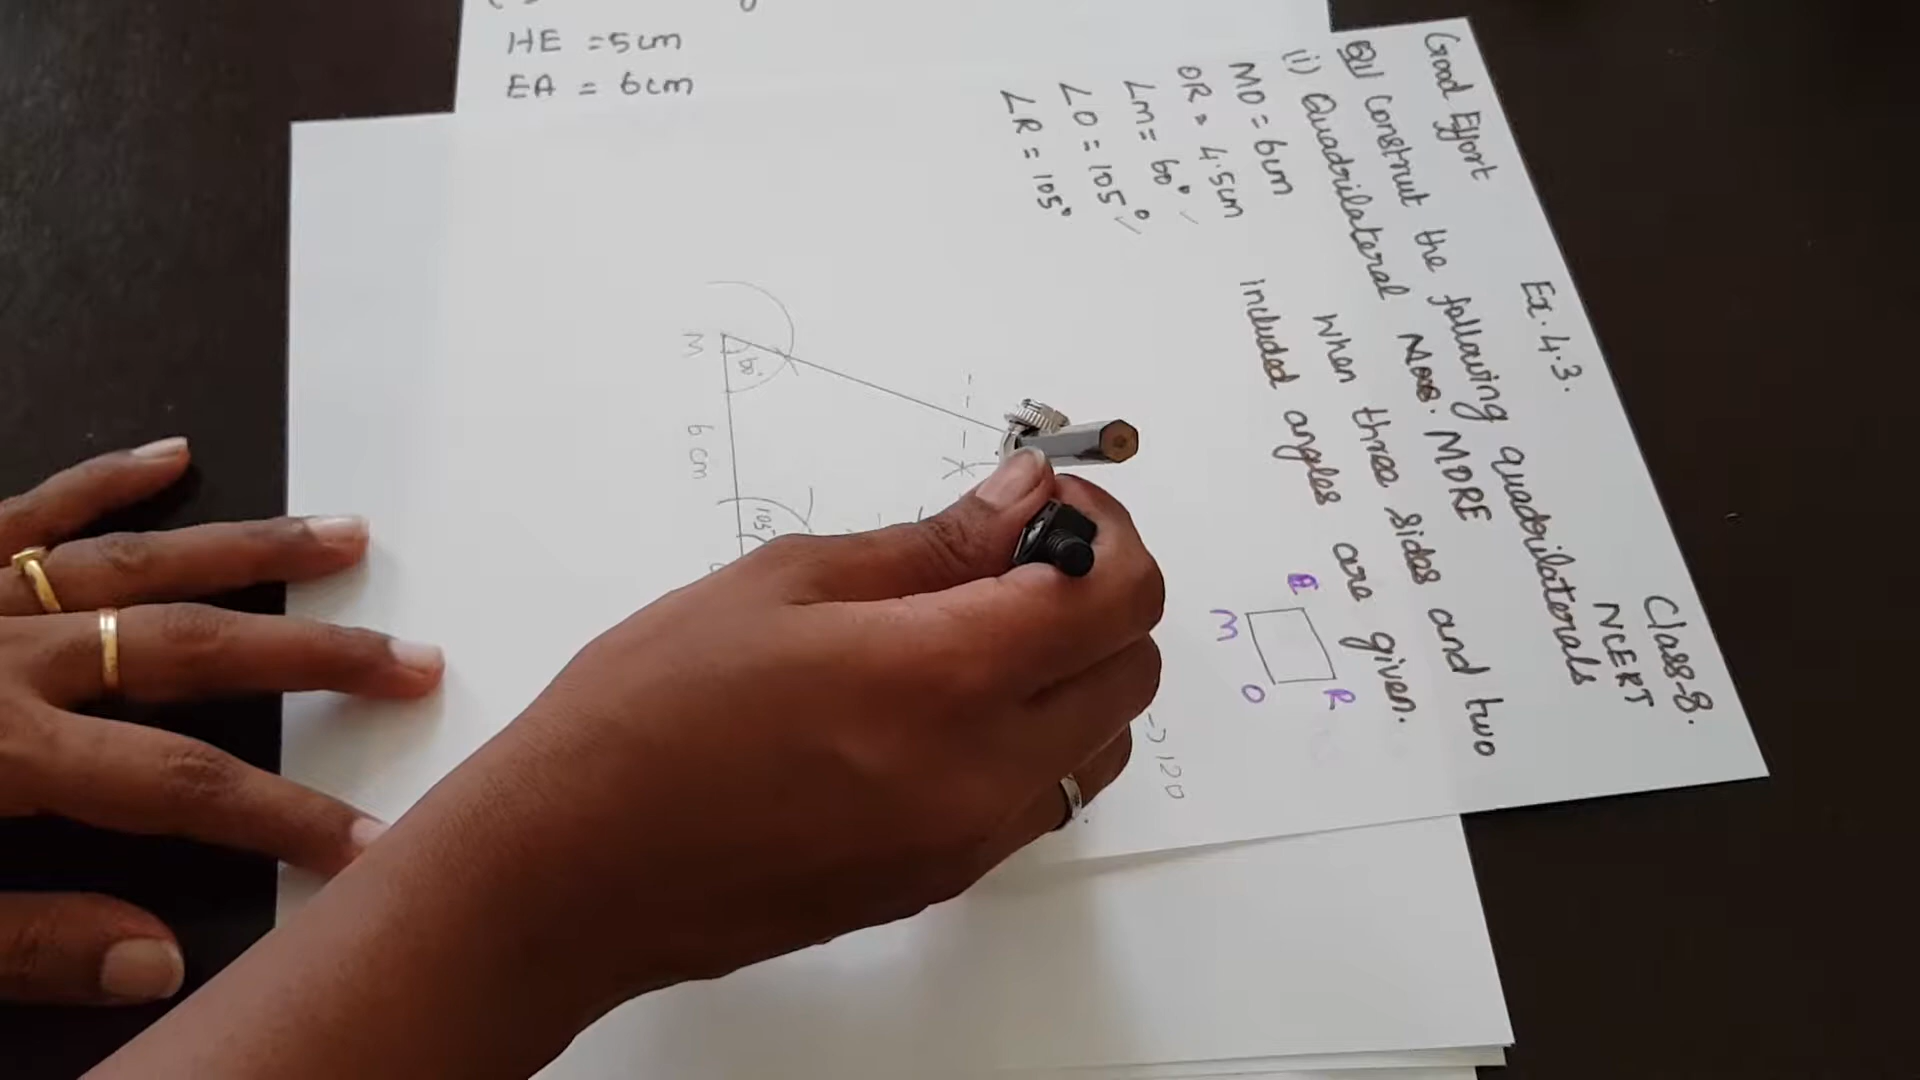 HE = 5cm
EA = 6cm
Class-8.
NCERT
Ex. 4.3.
Good Effort
Q1 Construct the following quadrilaterals
(i) Quadrilateral MORE
MO = 6cm
OR = 4.5cm
∠M = 60° ✓
∠O = 105° ✓
∠R = 105°
when three sides and two
included angles are given.
E
R
M
O
->120
M
60°
6 cm
105°